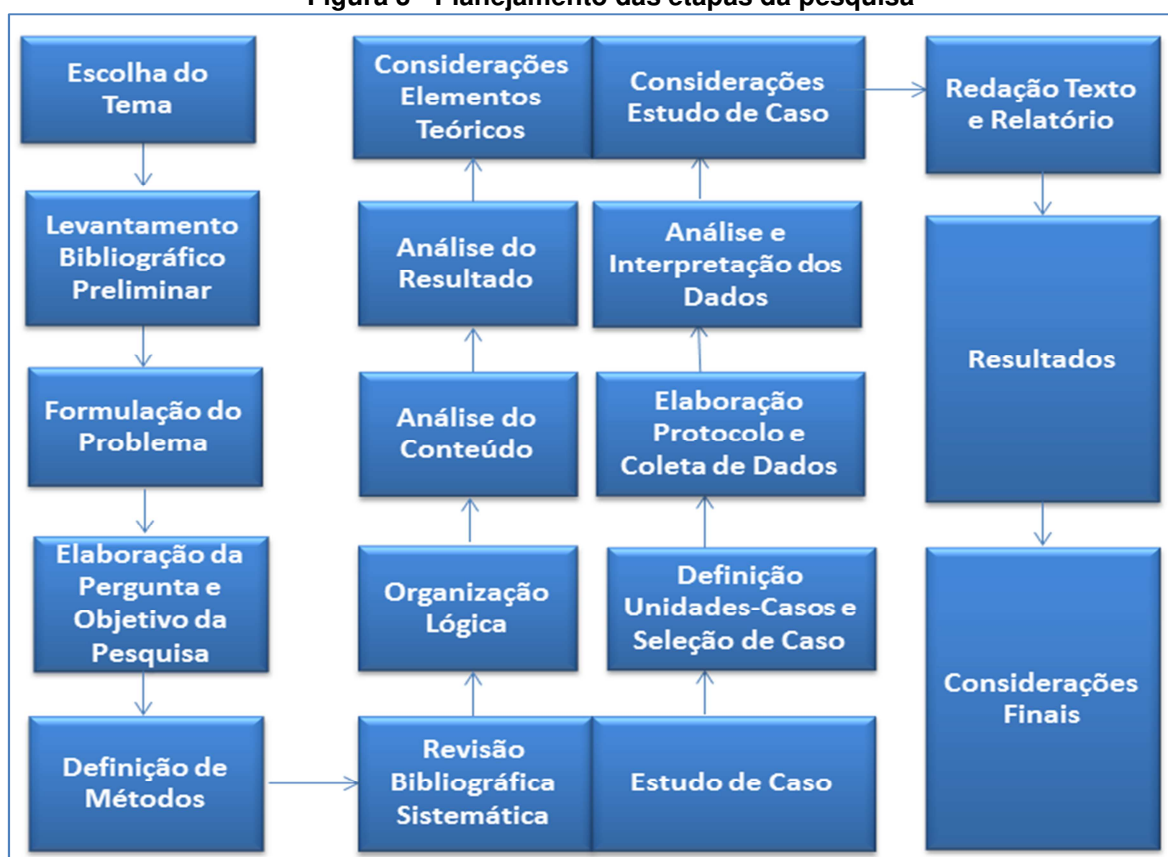 Figura - Planejamento das etapas da pesquisa
Escolha do
Tema
Levantamento
Bibliográfico
Preliminar
Formulação do
Problema
Elaboração da
Pergunta e
Objetivo da
Pesquisa
Definição de
Métodos
Considerações
Elementos
Teóricos
Análise do
Resultado
Análise do
Conteúdo
Organização
Lógica
Revisão
Bibliográfica
Sistemática
Considerações
Estudo de Caso
Análise e
Interpretação dos
Dados
Elaboração
Protocolo e
Coleta de Dados
Definição
Unidades-Casos e
Seleção de Caso
Estudo de Caso
Redação Texto
e Relatório
Resultados
Considerações
Finais